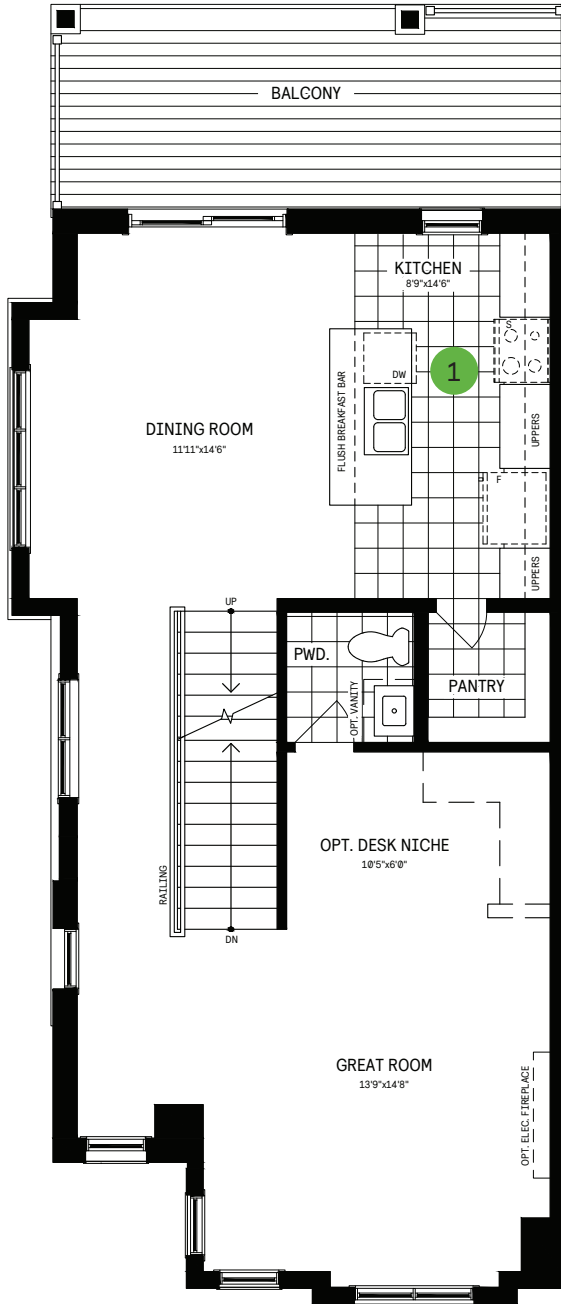 BALCONY
KITCHEN
8'9"x14'6"
S
1
DW
FLUSH BREAKFAST BAR
UPPERS
DINING ROOM
11'11"x14'6"
F
UPPERS
UP
PWD.
OPT. VANITY
PANTRY
OPT. DESK NICHE
10'5"x6'0"
RAILING
DN
GREAT ROOM
13'9"x14'8"
OPT. ELEC. FIREPLACE